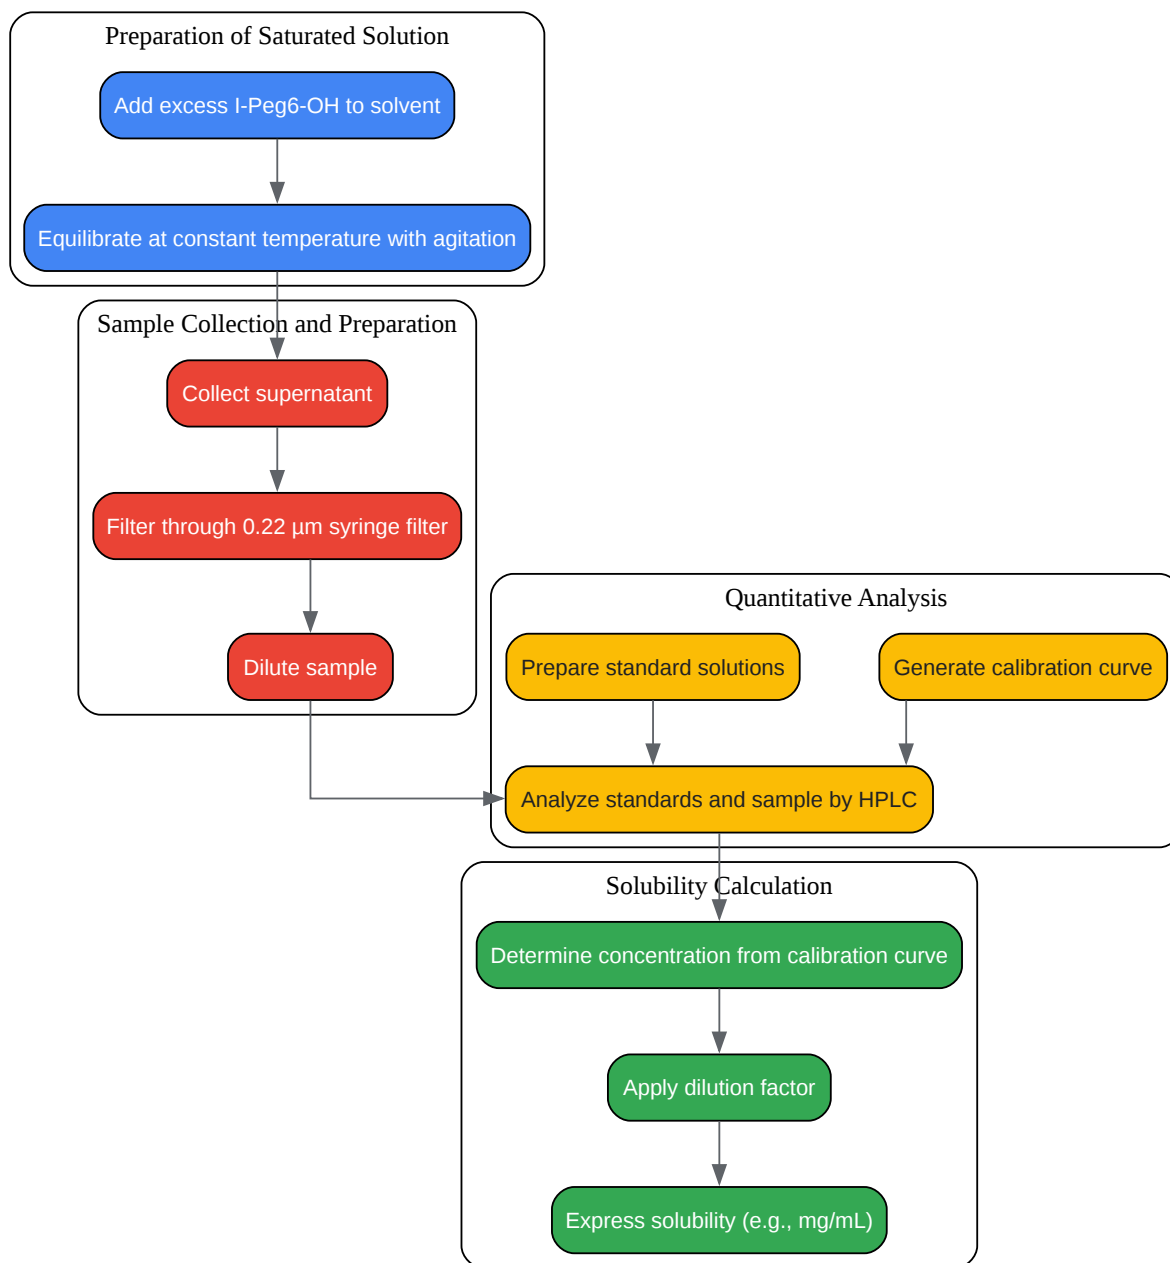 Preparation of Saturated Solution
Add excess I-Peg6-OH to solvent
Equilibrate at constant temperature with agitation
Sample Collection and Preparation
Collect supernatant
Filter through 0.22 µm syringe filter
Dilute sample
Quantitative Analysis
Prepare standard solutions
Generate calibration curve
Analyze standards and sample by HPLC
Solubility Calculation
Determine concentration from calibration curve
Apply dilution factor
Express solubility (e.g., mg/mL)